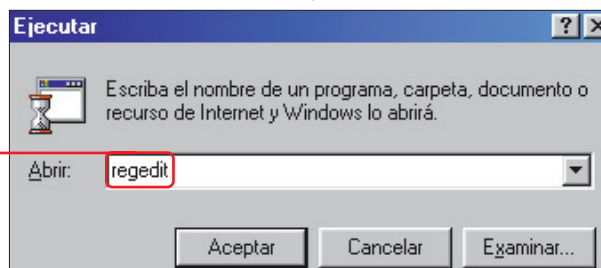 Ejecutar
Escriba el nombre de un programa, carpeta, documento o
recurso de Internet y Windows lo abrirá.
Abrir: regedit
Aceptar Cancelar Examinar...